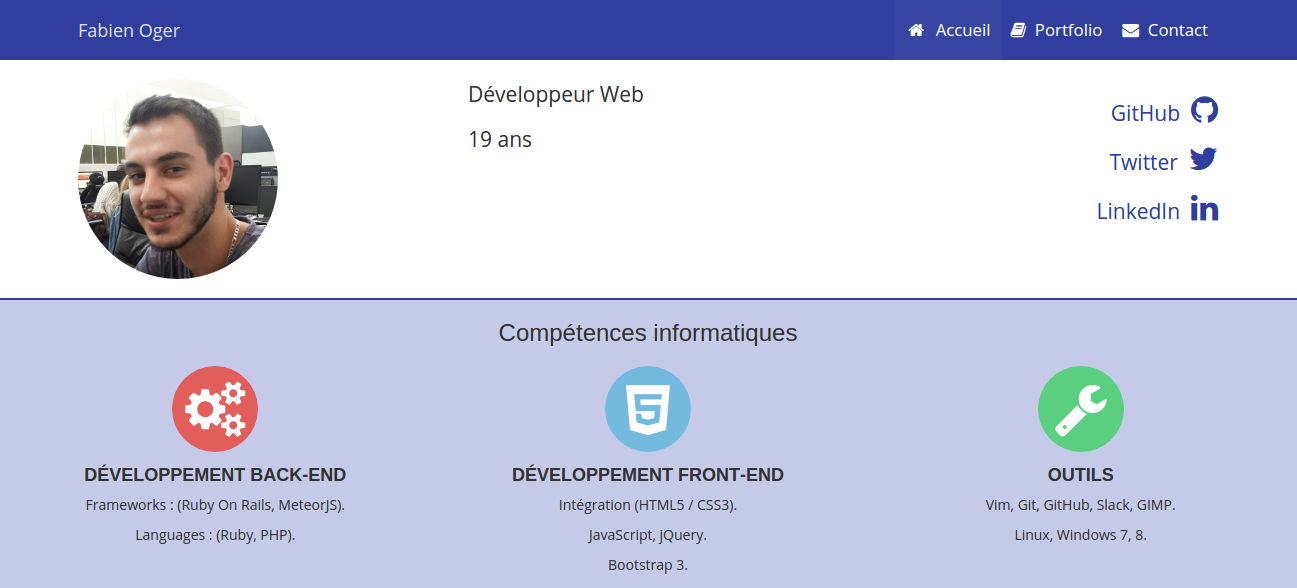 Fabien Oger
Accueil
Portfolio
Contact
Développeur Web
19 ans
GitHub
Twitter
LinkedIn
Compétences informatiques
DÉVELOPPEMENT BACK-END
Frameworks : (Ruby On Rails, MeteorJS).
Languages : (Ruby, PHP).
DÉVELOPPEMENT FRONT-END
Intégration (HTML5 / CSS3).
JavaScript, jQuery.
Bootstrap 3.
OUTILS
Vim, Git, GitHub, Slack, GIMP.
Linux, Windows 7, 8.